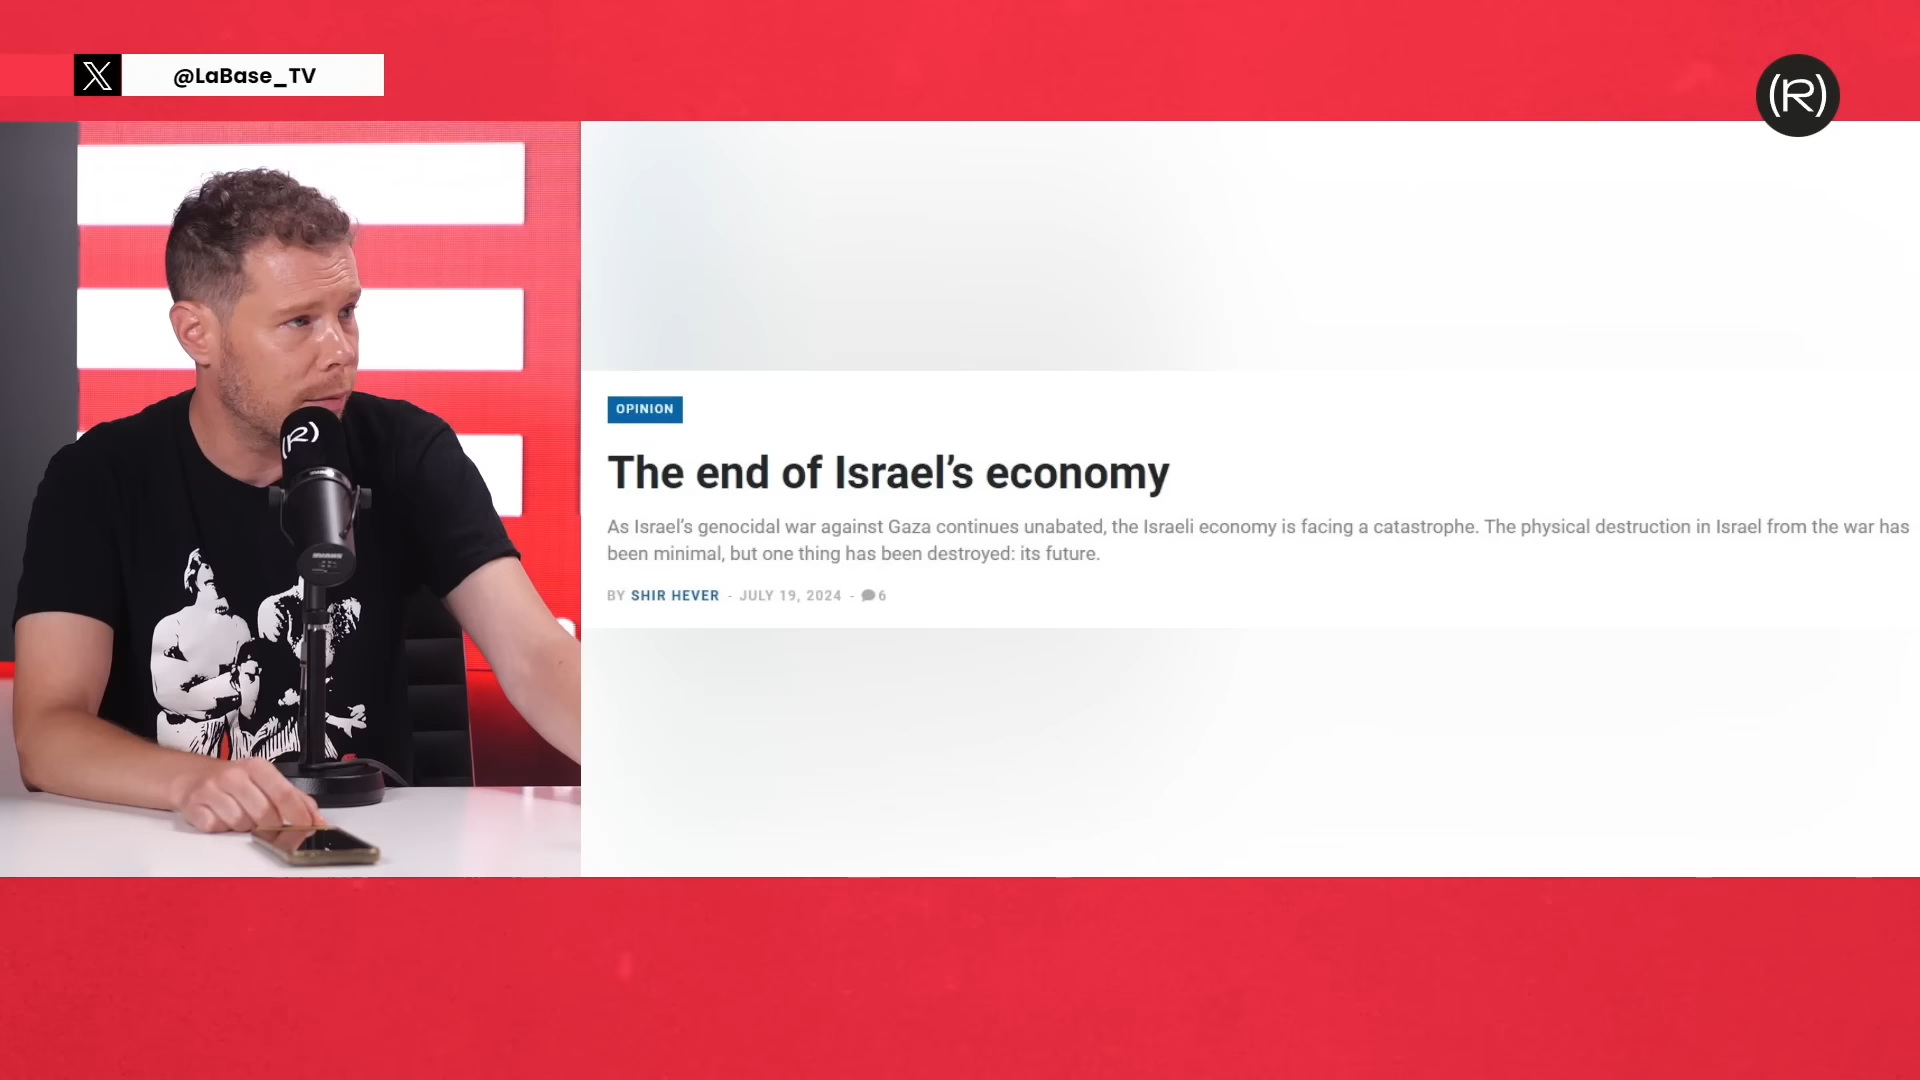 @LaBase_TV
(R)
OPINION
The end of Israel’s economy
As Israel’s genocidal war against Gaza continues unabated, the Israeli economy is facing a catastrophe. The physical destruction in Israel from the war has
been minimal, but one thing has been destroyed: its future.
BY SHIR HEVER - JULY 19, 2024 - 6
(R)